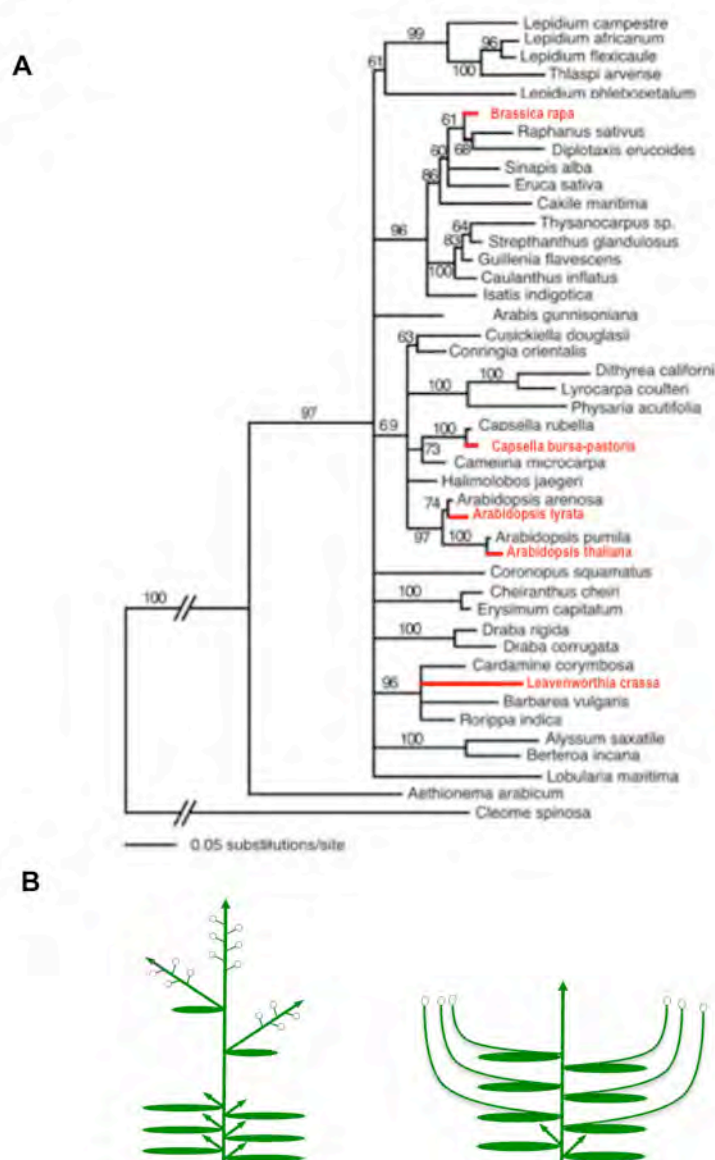 A
Lepidium campestre
99
Lepidium africanum
96
Lepidium flexicaule
61
100
Thlaspi arvense
Lepidium phlebopetalum
Brassica rapa
61
Raphanus sativus
68
Diplotaxis erucoides
60
Sinapis alba
86
Eruca sativa
Cakile maritima
64
Thysanocarpus sp.
96
83
Strepthanthus glandulosus
Guillenia flavescens
100
Caulanthus inflatus
Isatis indigotica
Arabis gunnisoniana
63
Cusickiella douglasii
Conringia orientalis
100
Dithyrea californi
100
Lyrocarpa coulteri
Physaria acutifolia
97
69
100
Capsella rubella
Capsella bursa-pastoris
73
Camelina microcarpa
Halimolobos jaegeri
74
Arabidopsis arenosa
Arabidopsis lyrata
97
100
Arabidopsis pumila
Arabidopsis thaliana
Coronopus squamatus
100
100
Cheiranthus cheiri
Erysimum capitatum
100
Draba rigida
Draba corrugata
Cardamine corymbosa
96
Leavenworthia crassa
Barbarea vulgaris
Rorippa indica
100
Alyssum saxatile
Berteroa incana
Lobularia maritima
Aethionema arabicum
Cleome spinosa
0.05 substitutions/site
B